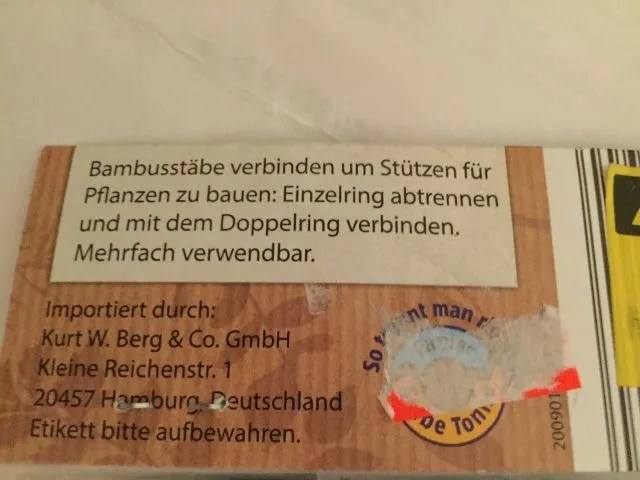 Bambusstäbe verbinden um Stützen für
Pflanzen zu bauen: Einzelring abtrennen
und mit dem Doppelring verbinden.
Mehrfach verwendbar.
Importiert durch:
Kurt W. Berg & Co. GmbH
Kleine Reichenstr. 1
20457 Hamburg, Deutschland
Etikett bitte aufbewahren.
So man
200901